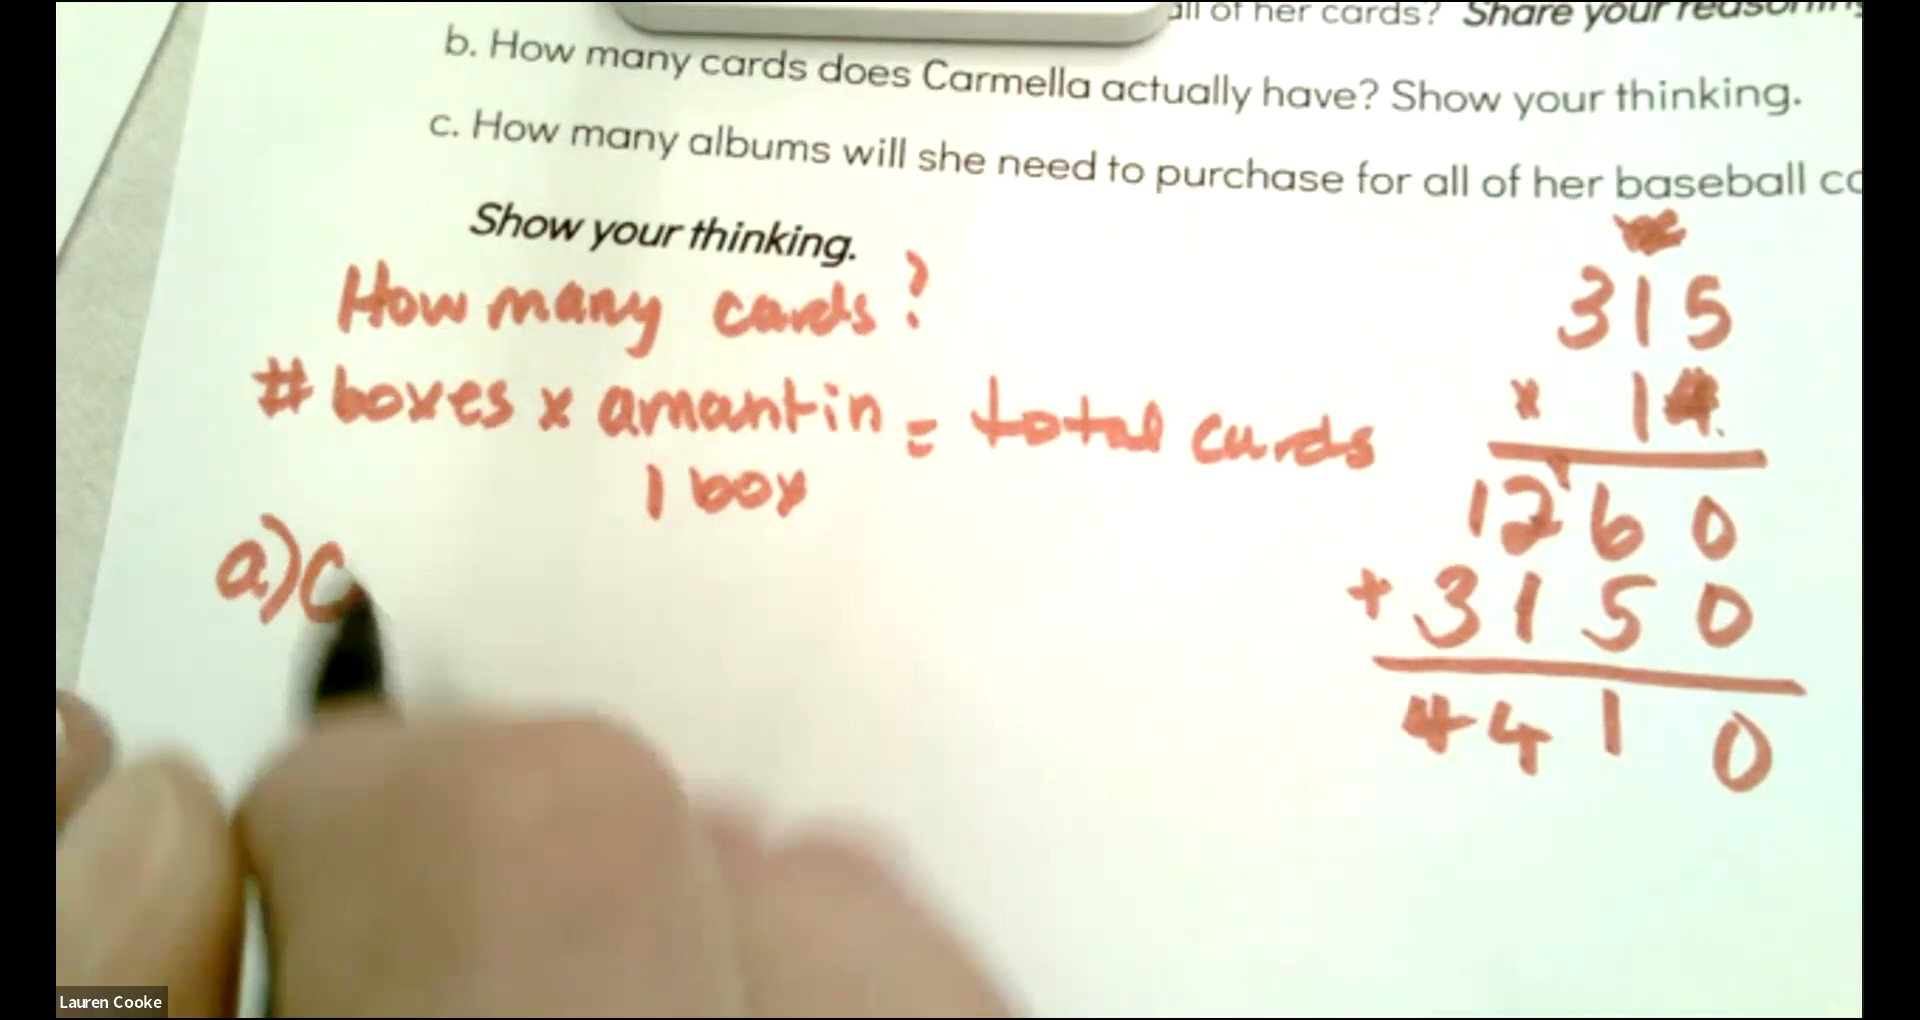 all of her cards? Share your reasoning
b. How many cards does Carmella actually have? Show your thinking.
c. How many albums will she need to purchase for all of her baseball
Show your thinking.
How many cards?
# boxes x amantin = total cards
1 box
a)
315
x 14
1260
+ 3150
4410
Lauren Cooke